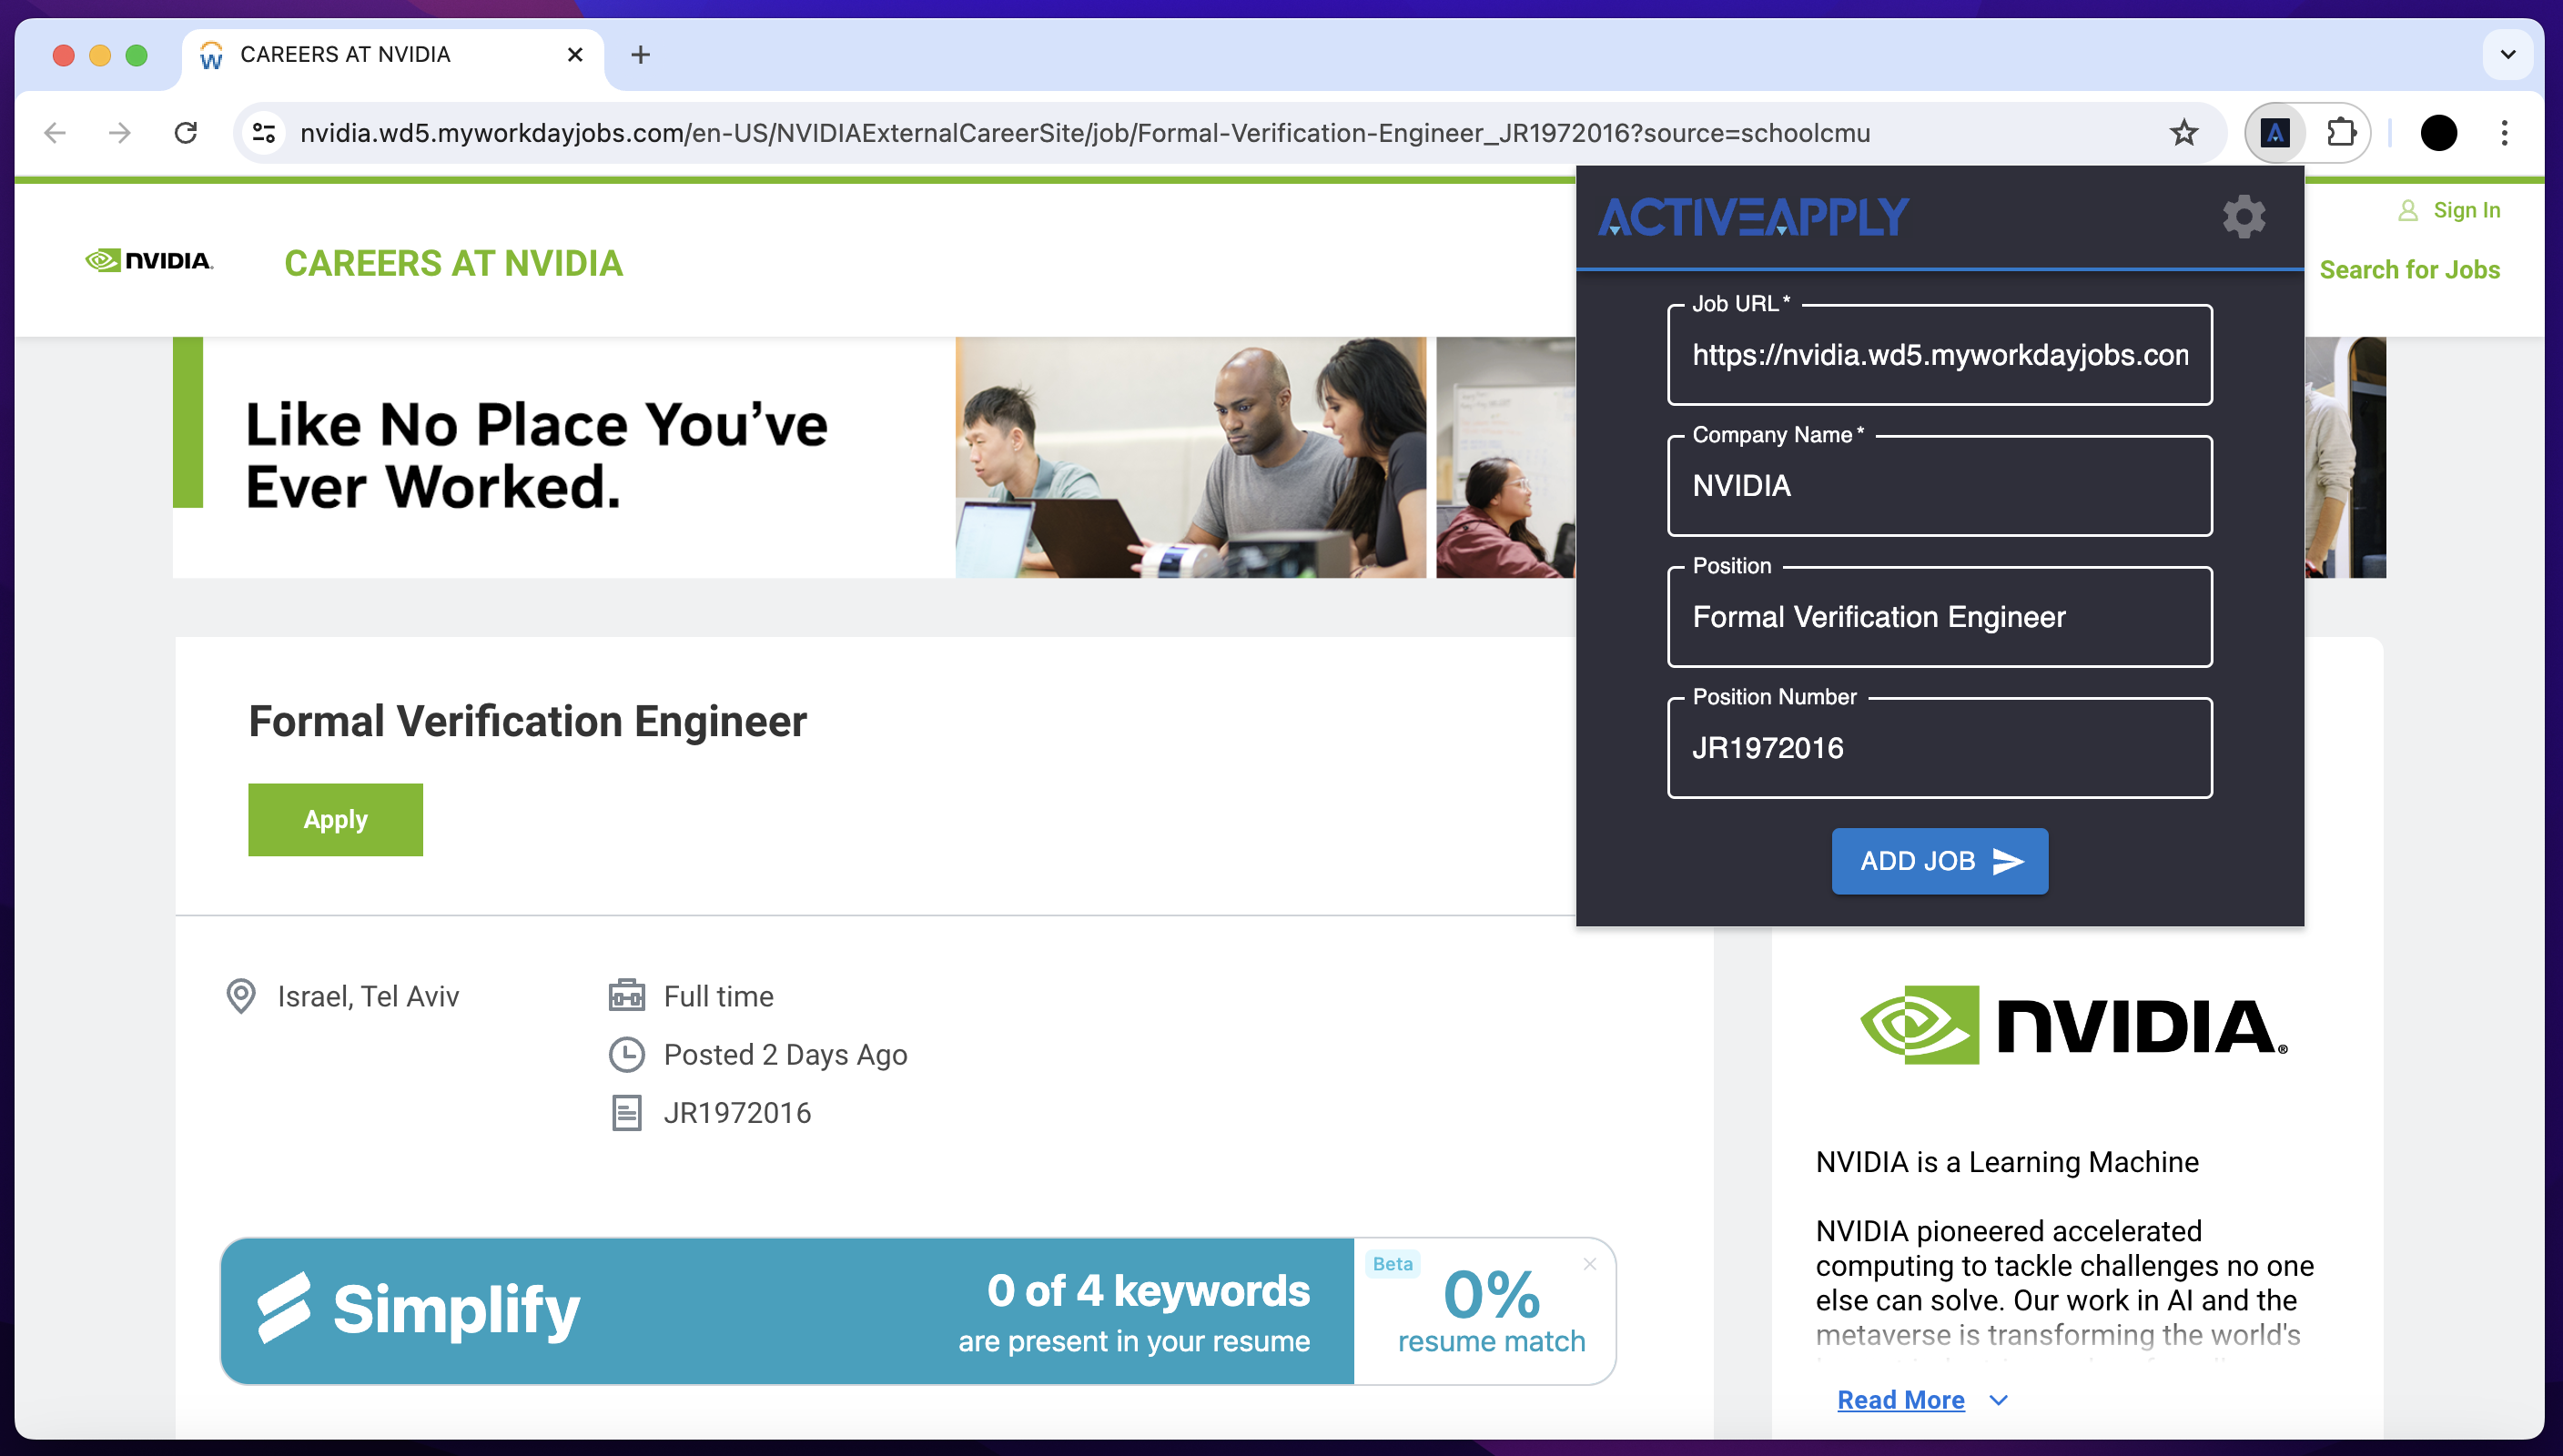 CAREERS AT NVIDIA
nvidia.wd5.myworkdayjobs.com/en-US/NVIDIAExternalCareerSite/job/Formal-Verification-Engineer_JR1972016?source=schoolcmu
NVIDIA.
CAREERS AT NVIDIA
Sign In
Search for Jobs
Like No Place You’ve
Ever Worked.
ACTIVEAPPLY
Job URL*
https://nvidia.wd5.myworkdayjobs.con
Company Name*
NVIDIA
Position
Formal Verification Engineer
Position Number
JR1972016
ADD JOB
Formal Verification Engineer
Apply
Israel, Tel Aviv
Full time
Posted 2 Days Ago
JR1972016
Simplify
0 of 4 keywords
are present in your resume
Beta
0%
resume match
NVIDIA.®
NVIDIA is a Learning Machine
NVIDIA pioneered accelerated
computing to tackle challenges no one
else can solve. Our work in AI and the
metaverse is transforming the world's
Read More